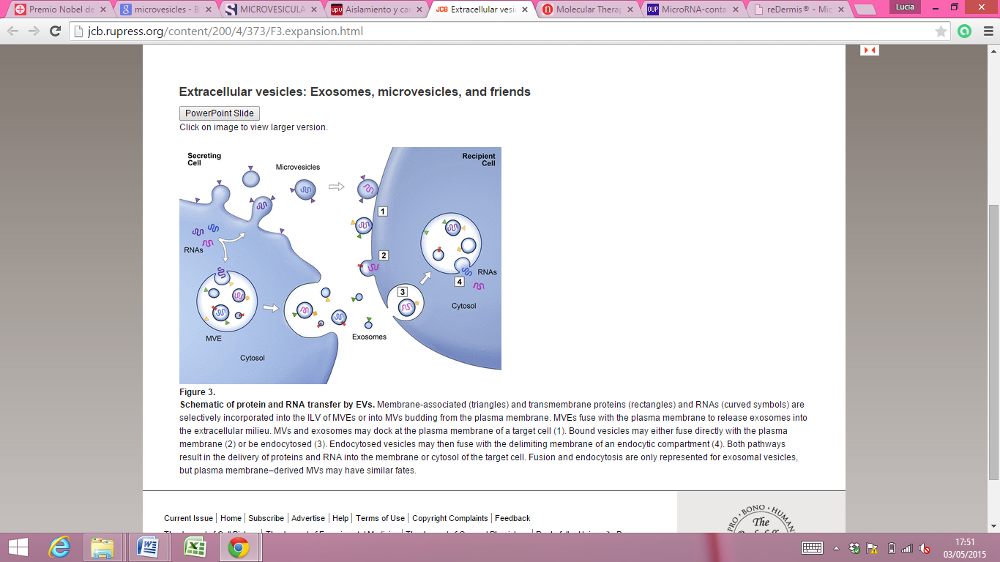 Premio Nobel de
microvesicles - B
MICROVESICULA
Aislamiento y ca
JCB Extracellular vesi
Molecular Therap
OUP MicroRNA-conta
reDermis® - Mic
Lucia
jcb.rupress.org/content/200/4/373/F3.expansion.html
Extracellular vesicles: Exosomes, microvesicles, and friends
PowerPoint Slide
Click on image to view larger version.
Secreting
Cell
Microvesicles
Recipient
Cell
1
RNAs
2
RNAs
4
3
Cytosol
MVE
Exosomes
Cytosol
Figure 3.
Schematic of protein and RNA transfer by EVs. Membrane-associated (triangles) and transmembrane proteins (rectangles) and RNAs (curved symbols) are
selectively incorporated into the ILV of MVEs or into MVs budding from the plasma membrane. MVEs fuse with the plasma membrane to release exosomes into
the extracellular milieu. MVs and exosomes may dock at the plasma membrane of a target cell (1). Bound vesicles may either fuse directly with the plasma
membrane (2) or be endocytosed (3). Endocytosed vesicles may then fuse with the delimiting membrane of an endocytic compartment (4). Both pathways
result in the delivery of proteins and RNA into the membrane or cytosol of the target cell. Fusion and endocytosis are only represented for exosomal vesicles,
but plasma membrane–derived MVs may have similar fates.
Current Issue | Home | Subscribe | Advertise | Help | Terms of Use | Copyright Complaints | Feedback
PRO · BONO · HUMAN
The
17:51
03/05/2015